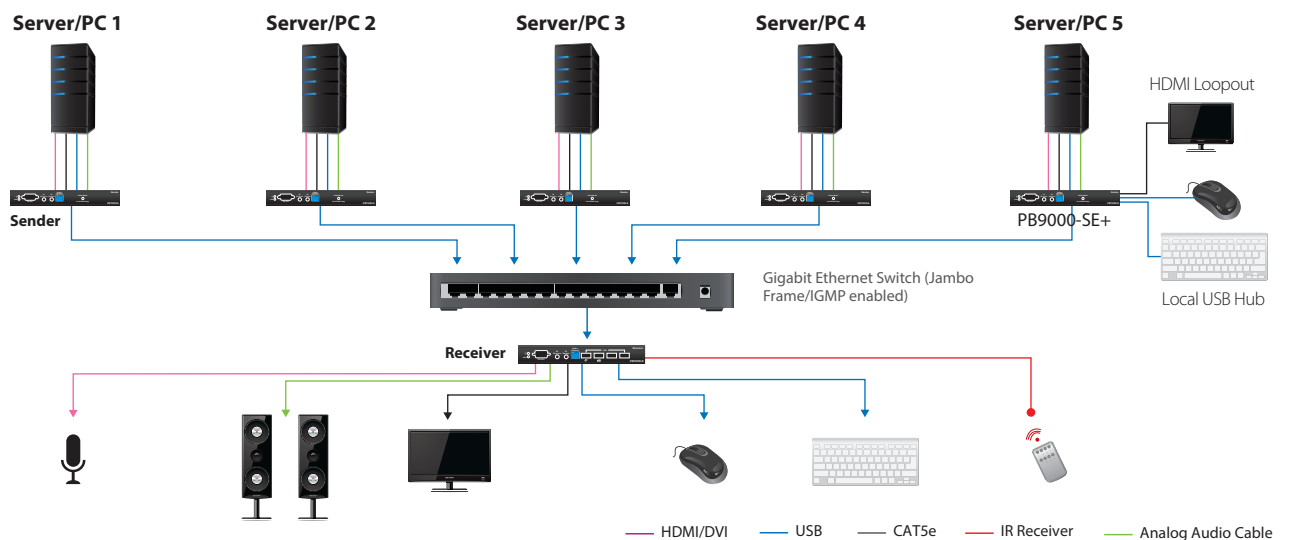 Server/PC 1
Server/PC 2
Server/PC 3
Server/PC 4
Server/PC 5
HDMI Loopout
Sender
PB9000-SE+
Gigabit Ethernet Switch (Jambo
Frame/IGMP enabled)
Local USB Hub
Receiver
HDMI/DVI
USB
CAT5e
IR Receiver
Analog Audio Cable